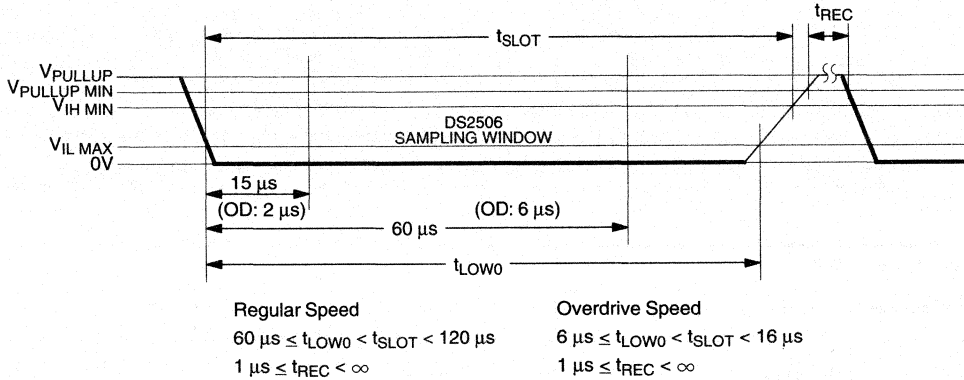 tREC
tSLOT
VPULLUP
VPULLUP MIN
VIH MIN
DS2506
SAMPLING WINDOW
VIL MAX
0V
15 µs
(OD: 2 µs)
(OD: 6 µs)
60 µs
tLOW0
Regular Speed
60 µs ≤ tLOW0 < tSLOT < 120 µs
1 µs ≤ tREC < ∞
Overdrive Speed
6 µs ≤ tLOW0 < tSLOT < 16 µs
1 µs ≤ tREC < ∞